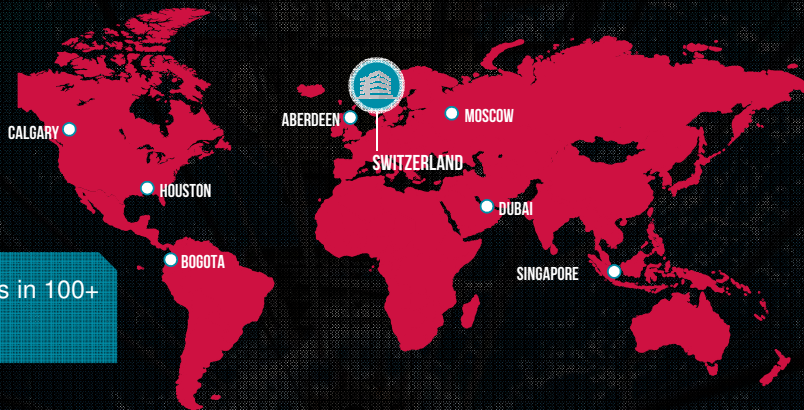 ABERDEEN
MOSCOW
CALGARY
SWITZERLAND
HOUSTON
DUBAI
BOGOTA
SINGAPORE
s in 100+